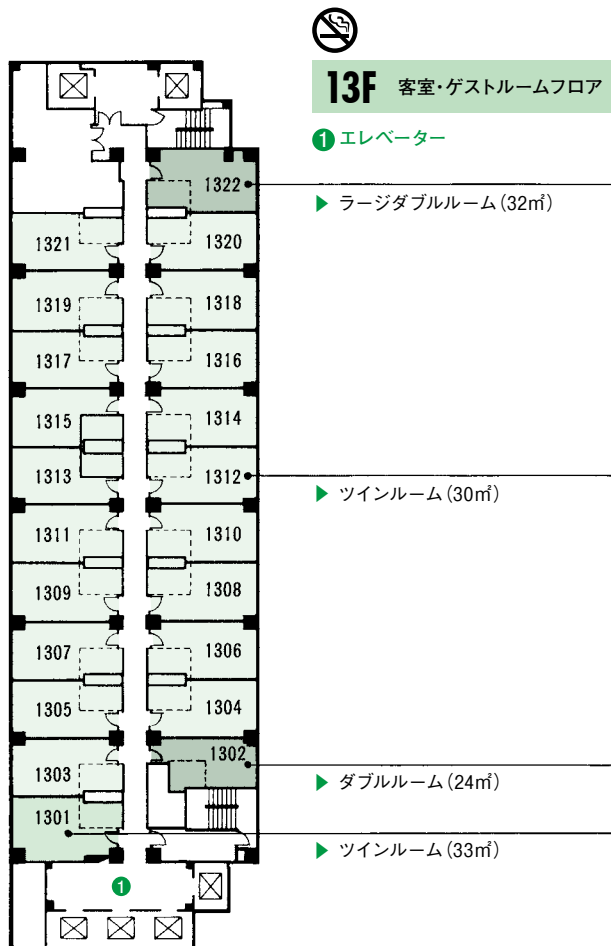 13F 客室・ゲストルームフロア
❶ エレベーター
1322
▶ ラージダブルルーム(32㎡)
1321 1320
1319 1318
1317 1316
1315 1314
1313 1312
▶ ツインルーム(30㎡)
1311 1310
1309 1308
1307 1306
1305 1304
1303 1302
▶ ダブルルーム(24㎡)
1301
▶ ツインルーム(33㎡)
❶